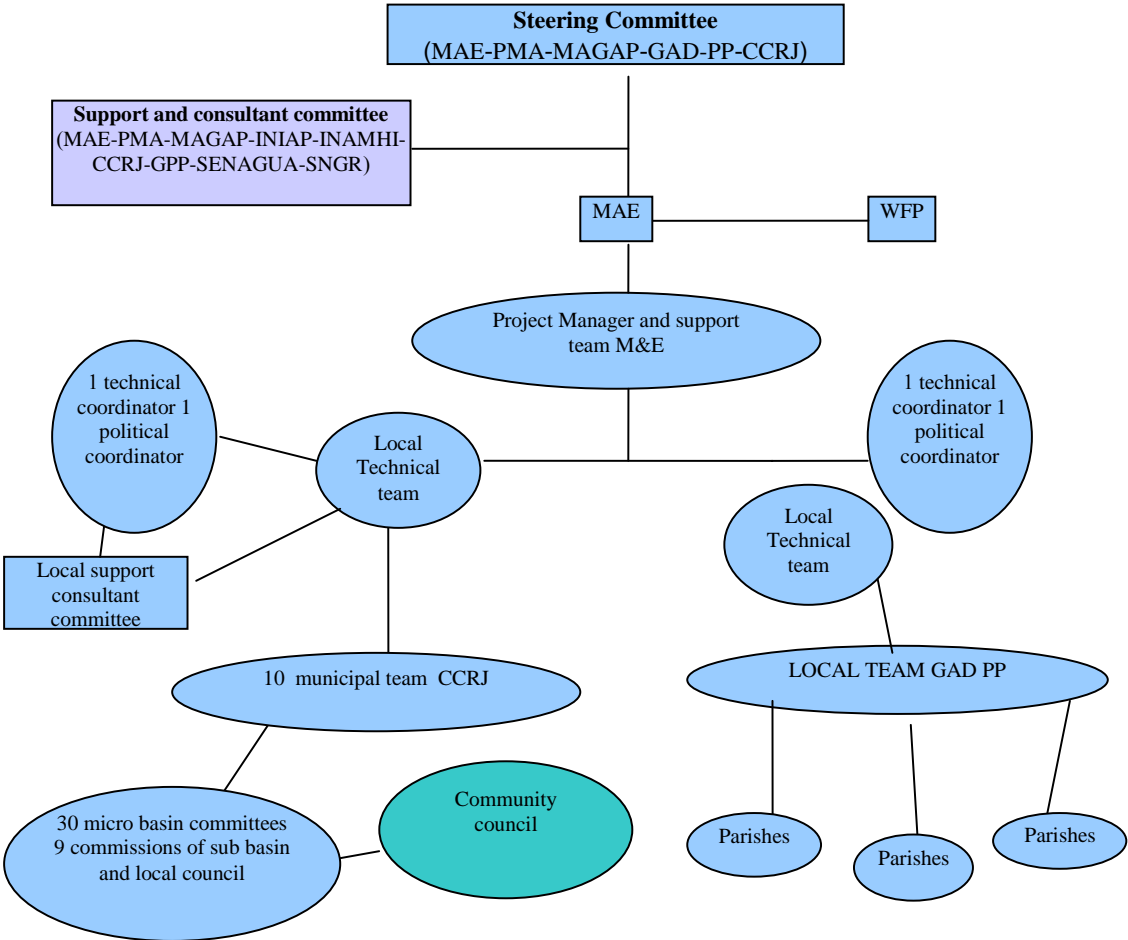 Steering Committee
(MAE-PMA-MAGAP-GAD-PP-CCRJ)
Support and consultant committee
(MAE-PMA-MAGAP-INIAP-INAMHI-
CCRJ-GPP-SENAGUA-SNGR)
MAE
WFP
Project Manager and support
team M&E
1 technical
coordinator 1
political
coordinator
Local
Technical
team
1 technical
coordinator 1
political
coordinator
Local
Technical
team
Local support
consultant
committee
10 municipal team CCRJ
LOCAL TEAM GAD PP
30 micro basin committees
9 commissions of sub basin
and local council
Community
council
Parishes
Parishes
Parishes